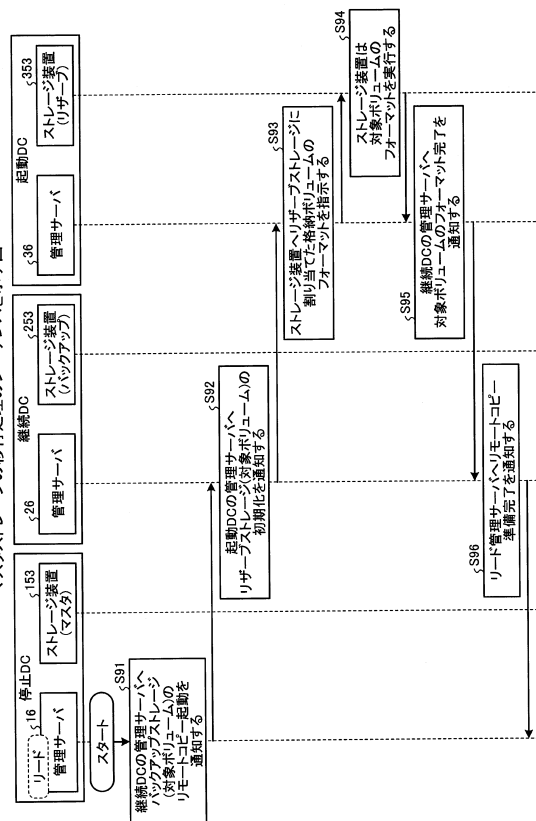 停止DC
リード
16
管理サーバ
153
ストレージ装置
(マスタ)
継続DC
26
管理サーバ
253
ストレージ装置
(バックアップ)
起動DC
36
管理サーバ
353
ストレージ装置
(リザーブ)
スタート
S91
継続DCの管理サーバへ
バックアップストレージ
(対象ボリューム)の
リモートコピー起動を
通知する
S92
起動DCの管理サーバへ
リザーブストレージ(対象ボリューム)の
初期化を通知する
S93
ストレージ装置へリザーブストレージに
割り当てた格納ボリュームの
フォーマットを指示する
S94
ストレージ装置は
対象ボリュームの
フォーマットを実行する
S95
継続DCの管理サーバへ
対象ボリュームのフォーマット完了を
通知する
S96
リード管理サーバへリモートコピー
準備完了を通知する